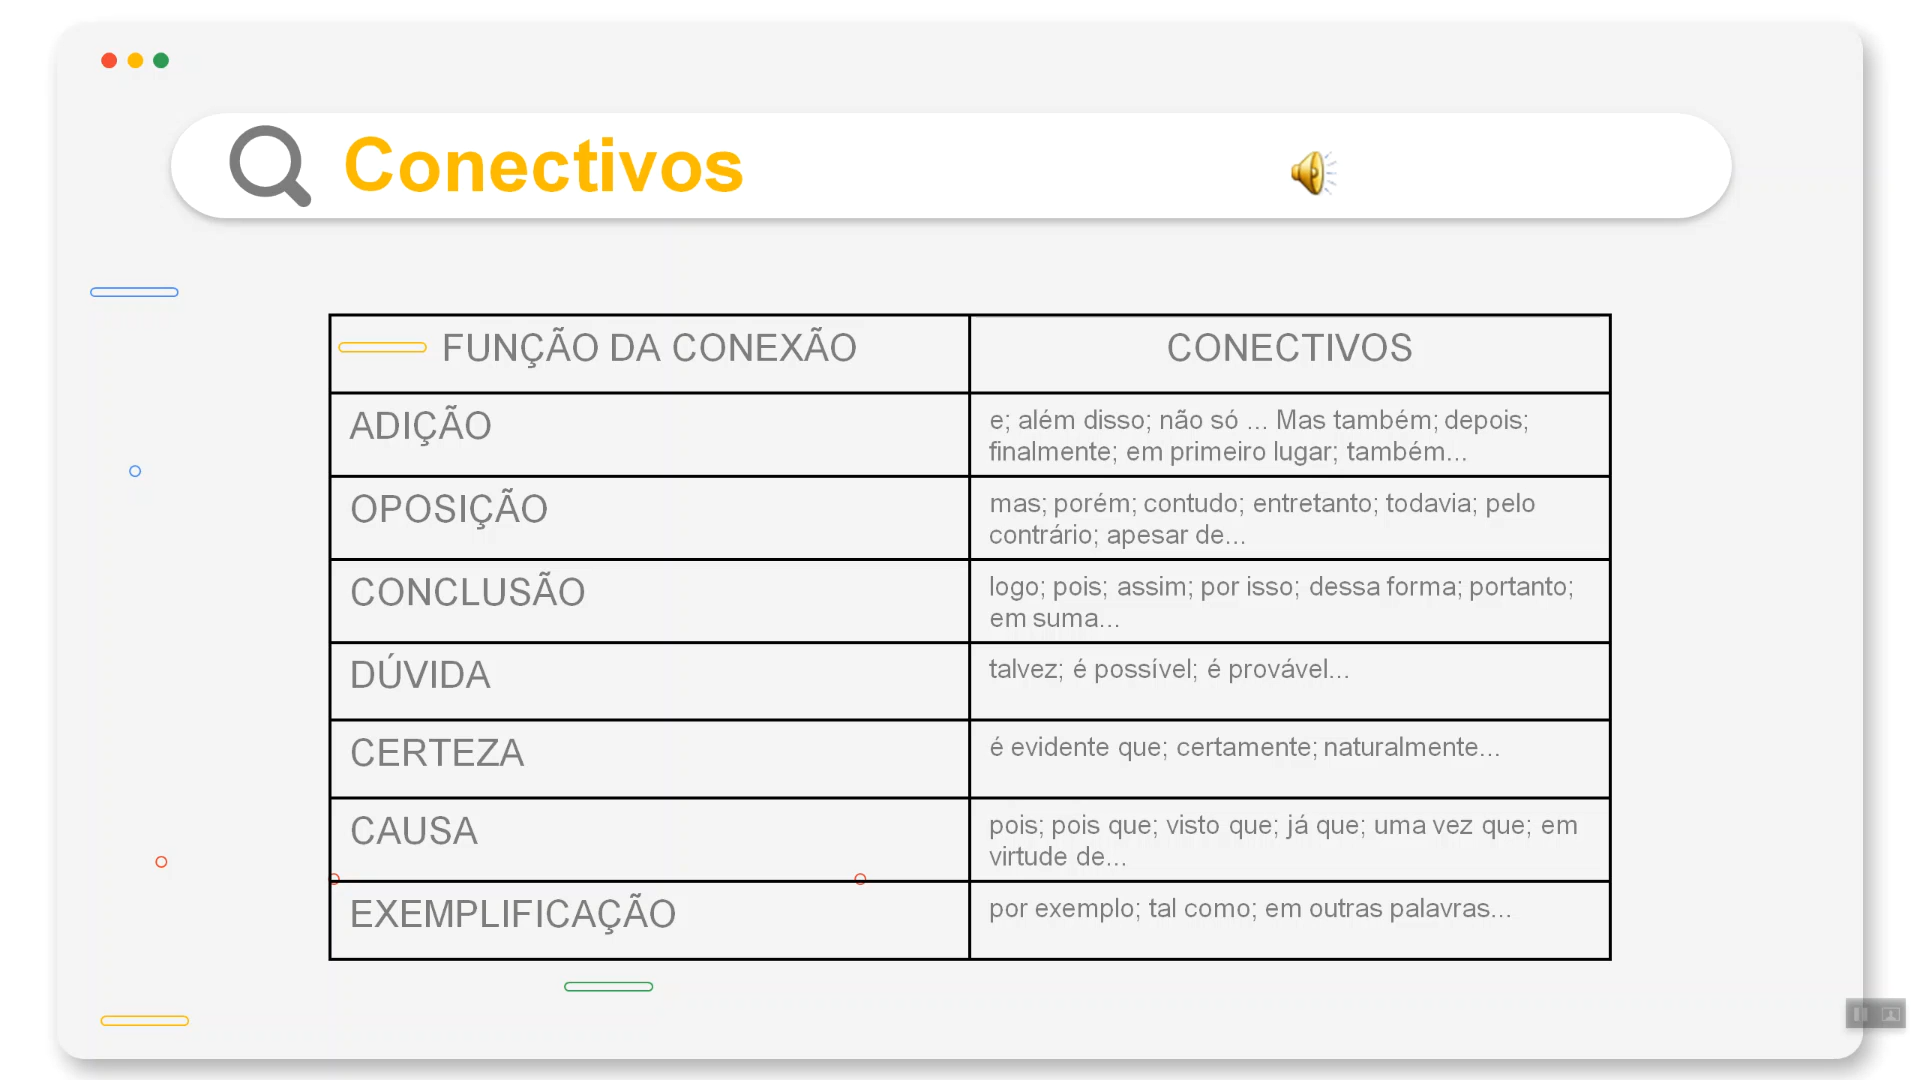 Conectivos
FUNÇÃO DA CONEXÃO
CONECTIVOS
ADIÇÃO
e; além disso; não só ... Mas também; depois;
finalmente; em primeiro lugar; também...
OPOSIÇÃO
mas; porém; contudo; entretanto; todavia; pelo
contrário; apesar de...
CONCLUSÃO
logo; pois; assim; por isso; dessa forma; portanto;
em suma...
DÚVIDA
talvez; é possível; é provável...
CERTEZA
é evidente que; certamente; naturalmente...
CAUSA
pois; pois que; visto que; já que; uma vez que; em
virtude de...
EXEMPLIFICAÇÃO
por exemplo; tal como; em outras palavras...